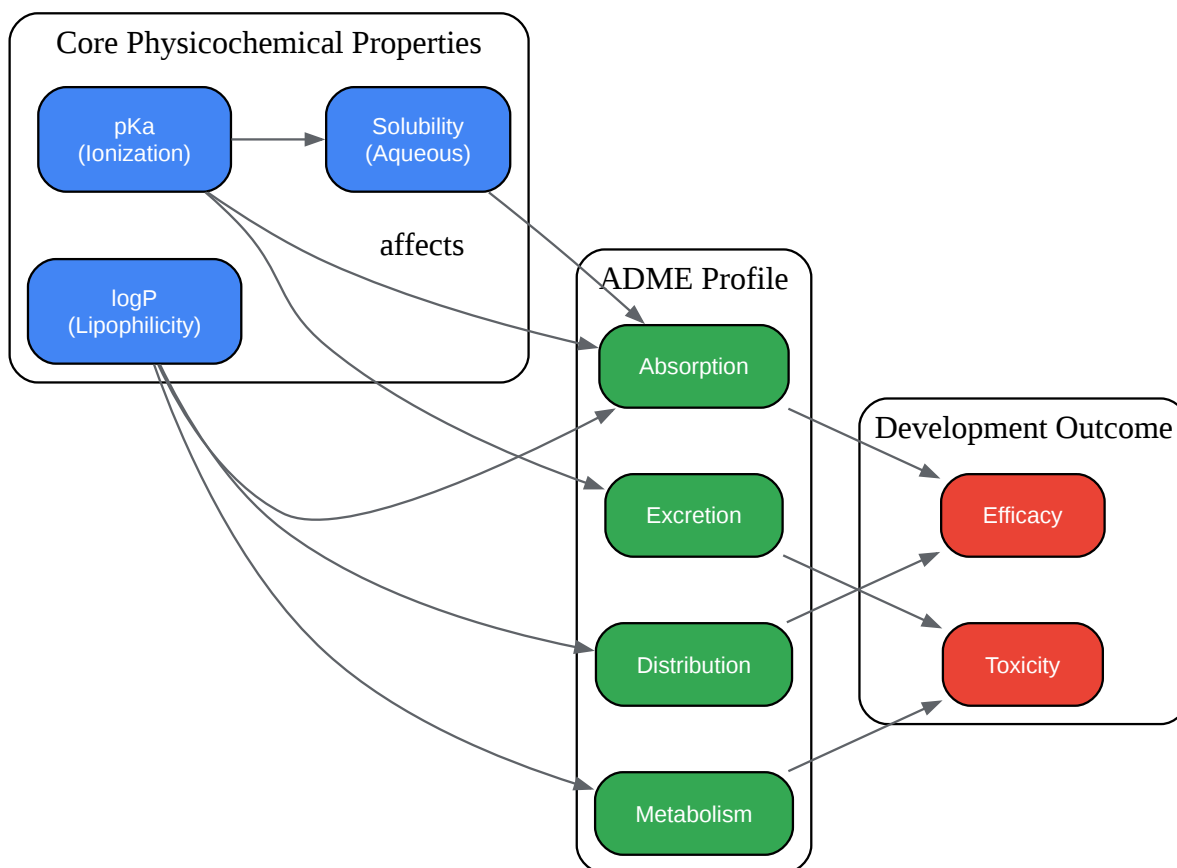 Core Physicochemical Properties
pKa
(Ionization)
Solubility
(Aqueous)
affects
logP
(Lipophilicity)
ADME Profile
Absorption
Excretion
Distribution
Metabolism
Development Outcome
Efficacy
Toxicity